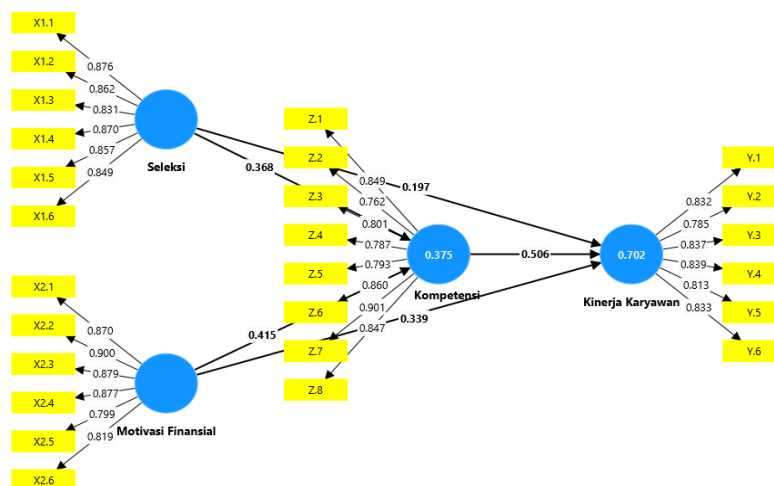 X1.1
X1.2
X1.3
X1.4
X1.5
X1.6
0.876
0.862
0.831
0.870
0.857
0.849
Seleksi
X2.1
X2.2
X2.3
X2.4
X2.5
X2.6
0.870
0.900
0.879
0.877
0.799
0.819
Motivasi Finansial
0.368
0.197
0.415
0.339
Z.1
Z.2
Z.3
Z.4
Z.5
Z.6
Z.7
Z.8
0.849
0.762
0.801
0.787
0.793
0.860
0.901
0.847
0.375
Kompetensi
0.506
0.702
Kinerja Karyawan
0.832
0.785
0.837
0.839
0.813
0.833
Y.1
Y.2
Y.3
Y.4
Y.5
Y.6